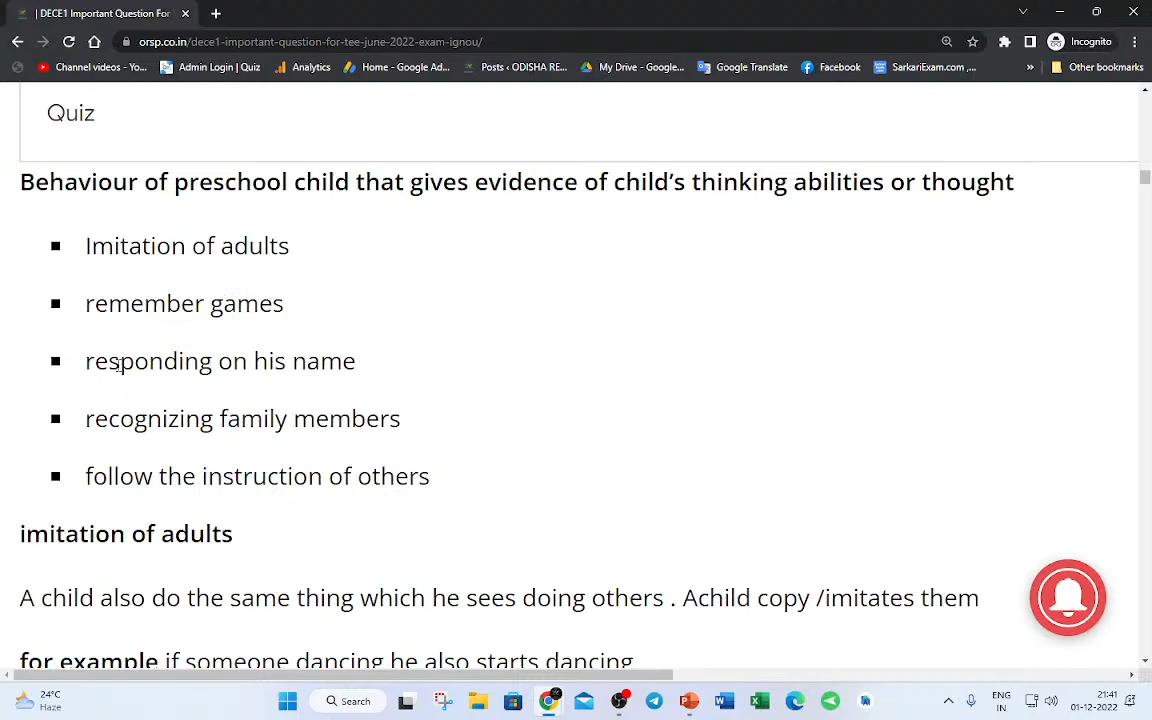 | DECE1 Important Question For
orsp.co.in/dece1-important-question-for-tee-june-2022-exam-ignou/
Incognito
Channel videos - Yo...
Admin Login | Quiz
Analytics
Home - Google Ad...
Posts ‹ ODISHA RE...
My Drive - Google...
Google Translate
Facebook
SarkariExam.com ,...
»
Other bookmarks
Quiz
Behaviour of preschool child that gives evidence of child’s thinking abilities or thought
Imitation of adults
remember games
responding on his name
recognizing family members
follow the instruction of others
imitation of adults
A child also do the same thing which he sees doing others . Achild copy /imitates them
for example if someone dancing he also starts dancing
24°C
Haze
Search
ENG
IN
21:41
01-12-2022